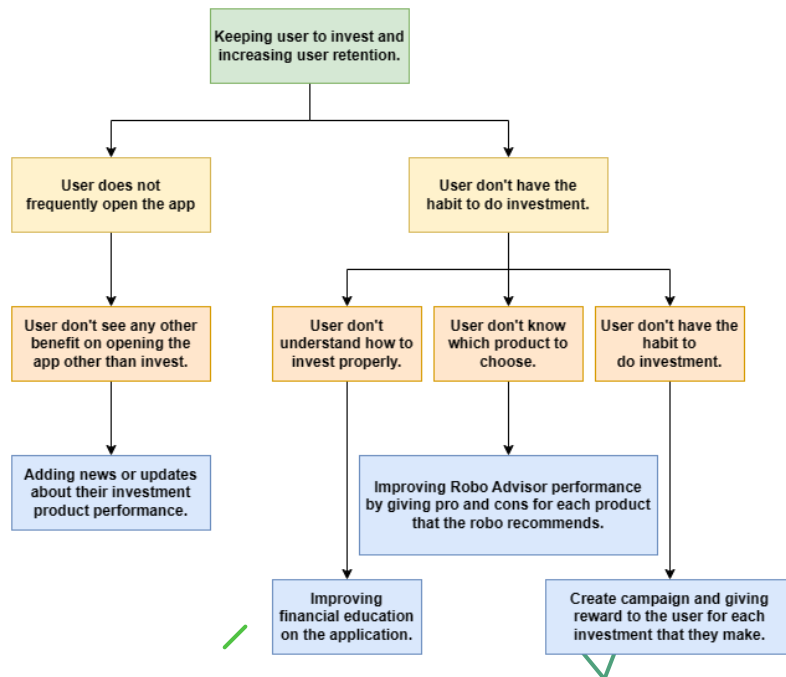 Keeping user to invest and
increasing user retention.
User does not
frequently open the app
User don't have the
habit to do investment.
User don't see any other
benefit on opening the
app other than invest.
User don't
understand how to
invest properly.
User don't know
which product to
choose.
User don't have the
habit to
do investment.
Adding news or updates
about their investment
product performance.
Improving Robo Advisor performance
by giving pro and cons for each product
that the robo recommends.
Improving
financial education
on the application.
Create campaign and giving
reward to the user for each
investment that they make.